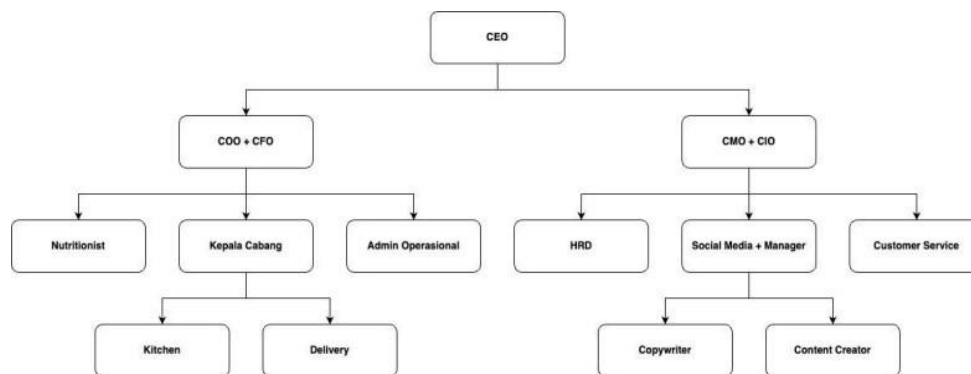 CEO
COO + CFO
CMO + CIO
Nutritionist
Kepala Cabang
Admin Operasional
HRD
Social Media + Manager
Customer Service
Kitchen
Delivery
Copywriter
Content Creator